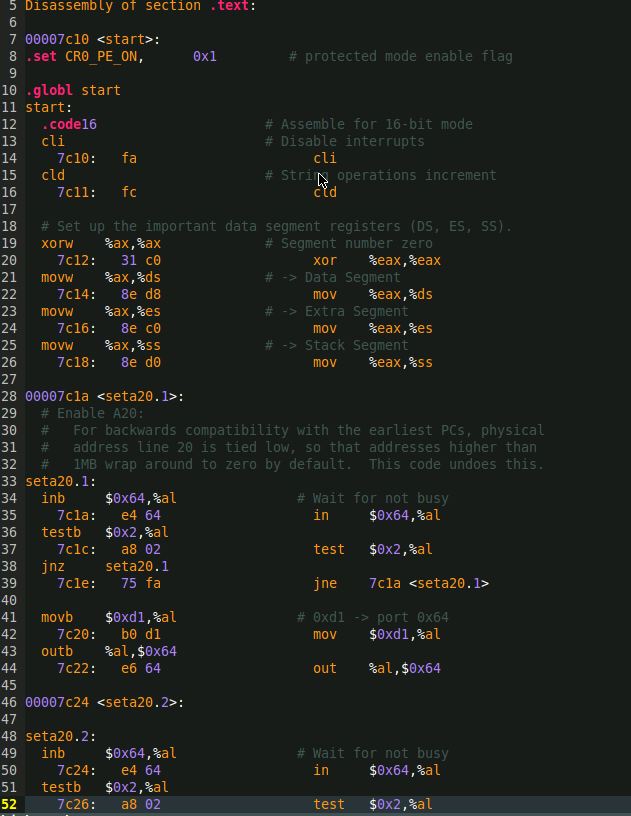 5 Disassembly of section .text:
6
7 00007c10 <start>:
8 .set CR0_PE_ON,      0x1         # protected mode enable flag
9
10 .globl start
11 start:
12   .code16                     # Assemble for 16-bit mode
13   cli                         # Disable interrupts
14     7c10:   fa                      cli
15   cld                         # String operations increment
16     7c11:   fc                      cld
17
18   # Set up the important data segment registers (DS, ES, SS).
19   xorw    %ax,%ax             # Segment number zero
20     7c12:   31 c0                   xor    %eax,%eax
21   movw    %ax,%ds             # -> Data Segment
22     7c14:   8e d8                   mov    %eax,%ds
23   movw    %ax,%es             # -> Extra Segment
24     7c16:   8e c0                   mov    %eax,%es
25   movw    %ax,%ss             # -> Stack Segment
26     7c18:   8e d0                   mov    %eax,%ss
27
28 00007c1a <seta20.1>:
29   # Enable A20:
30   #   For backwards compatibility with the earliest PCs, physical
31   #   address line 20 is tied low, so that addresses higher than
32   #   1MB wrap around to zero by default.  This code undoes this.
33 seta20.1:
34   inb     $0x64,%al               # Wait for not busy
35     7c1a:   e4 64                   in     $0x64,%al
36   testb   $0x2,%al
37     7c1c:   a8 02                   test   $0x2,%al
38   jnz     seta20.1
39     7c1e:   75 fa                   jne    7c1a <seta20.1>
40
41   movb    $0xd1,%al               # 0xd1 -> port 0x64
42     7c20:   b0 d1                   mov    $0xd1,%al
43   outb    %al,$0x64
44     7c22:   e6 64                   out    %al,$0x64
45
46 00007c24 <seta20.2>:
47
48 seta20.2:
49   inb     $0x64,%al               # Wait for not busy
50     7c24:   e4 64                   in     $0x64,%al
51   testb   $0x2,%al
52     7c26:   a8 02                   test   $0x2,%al